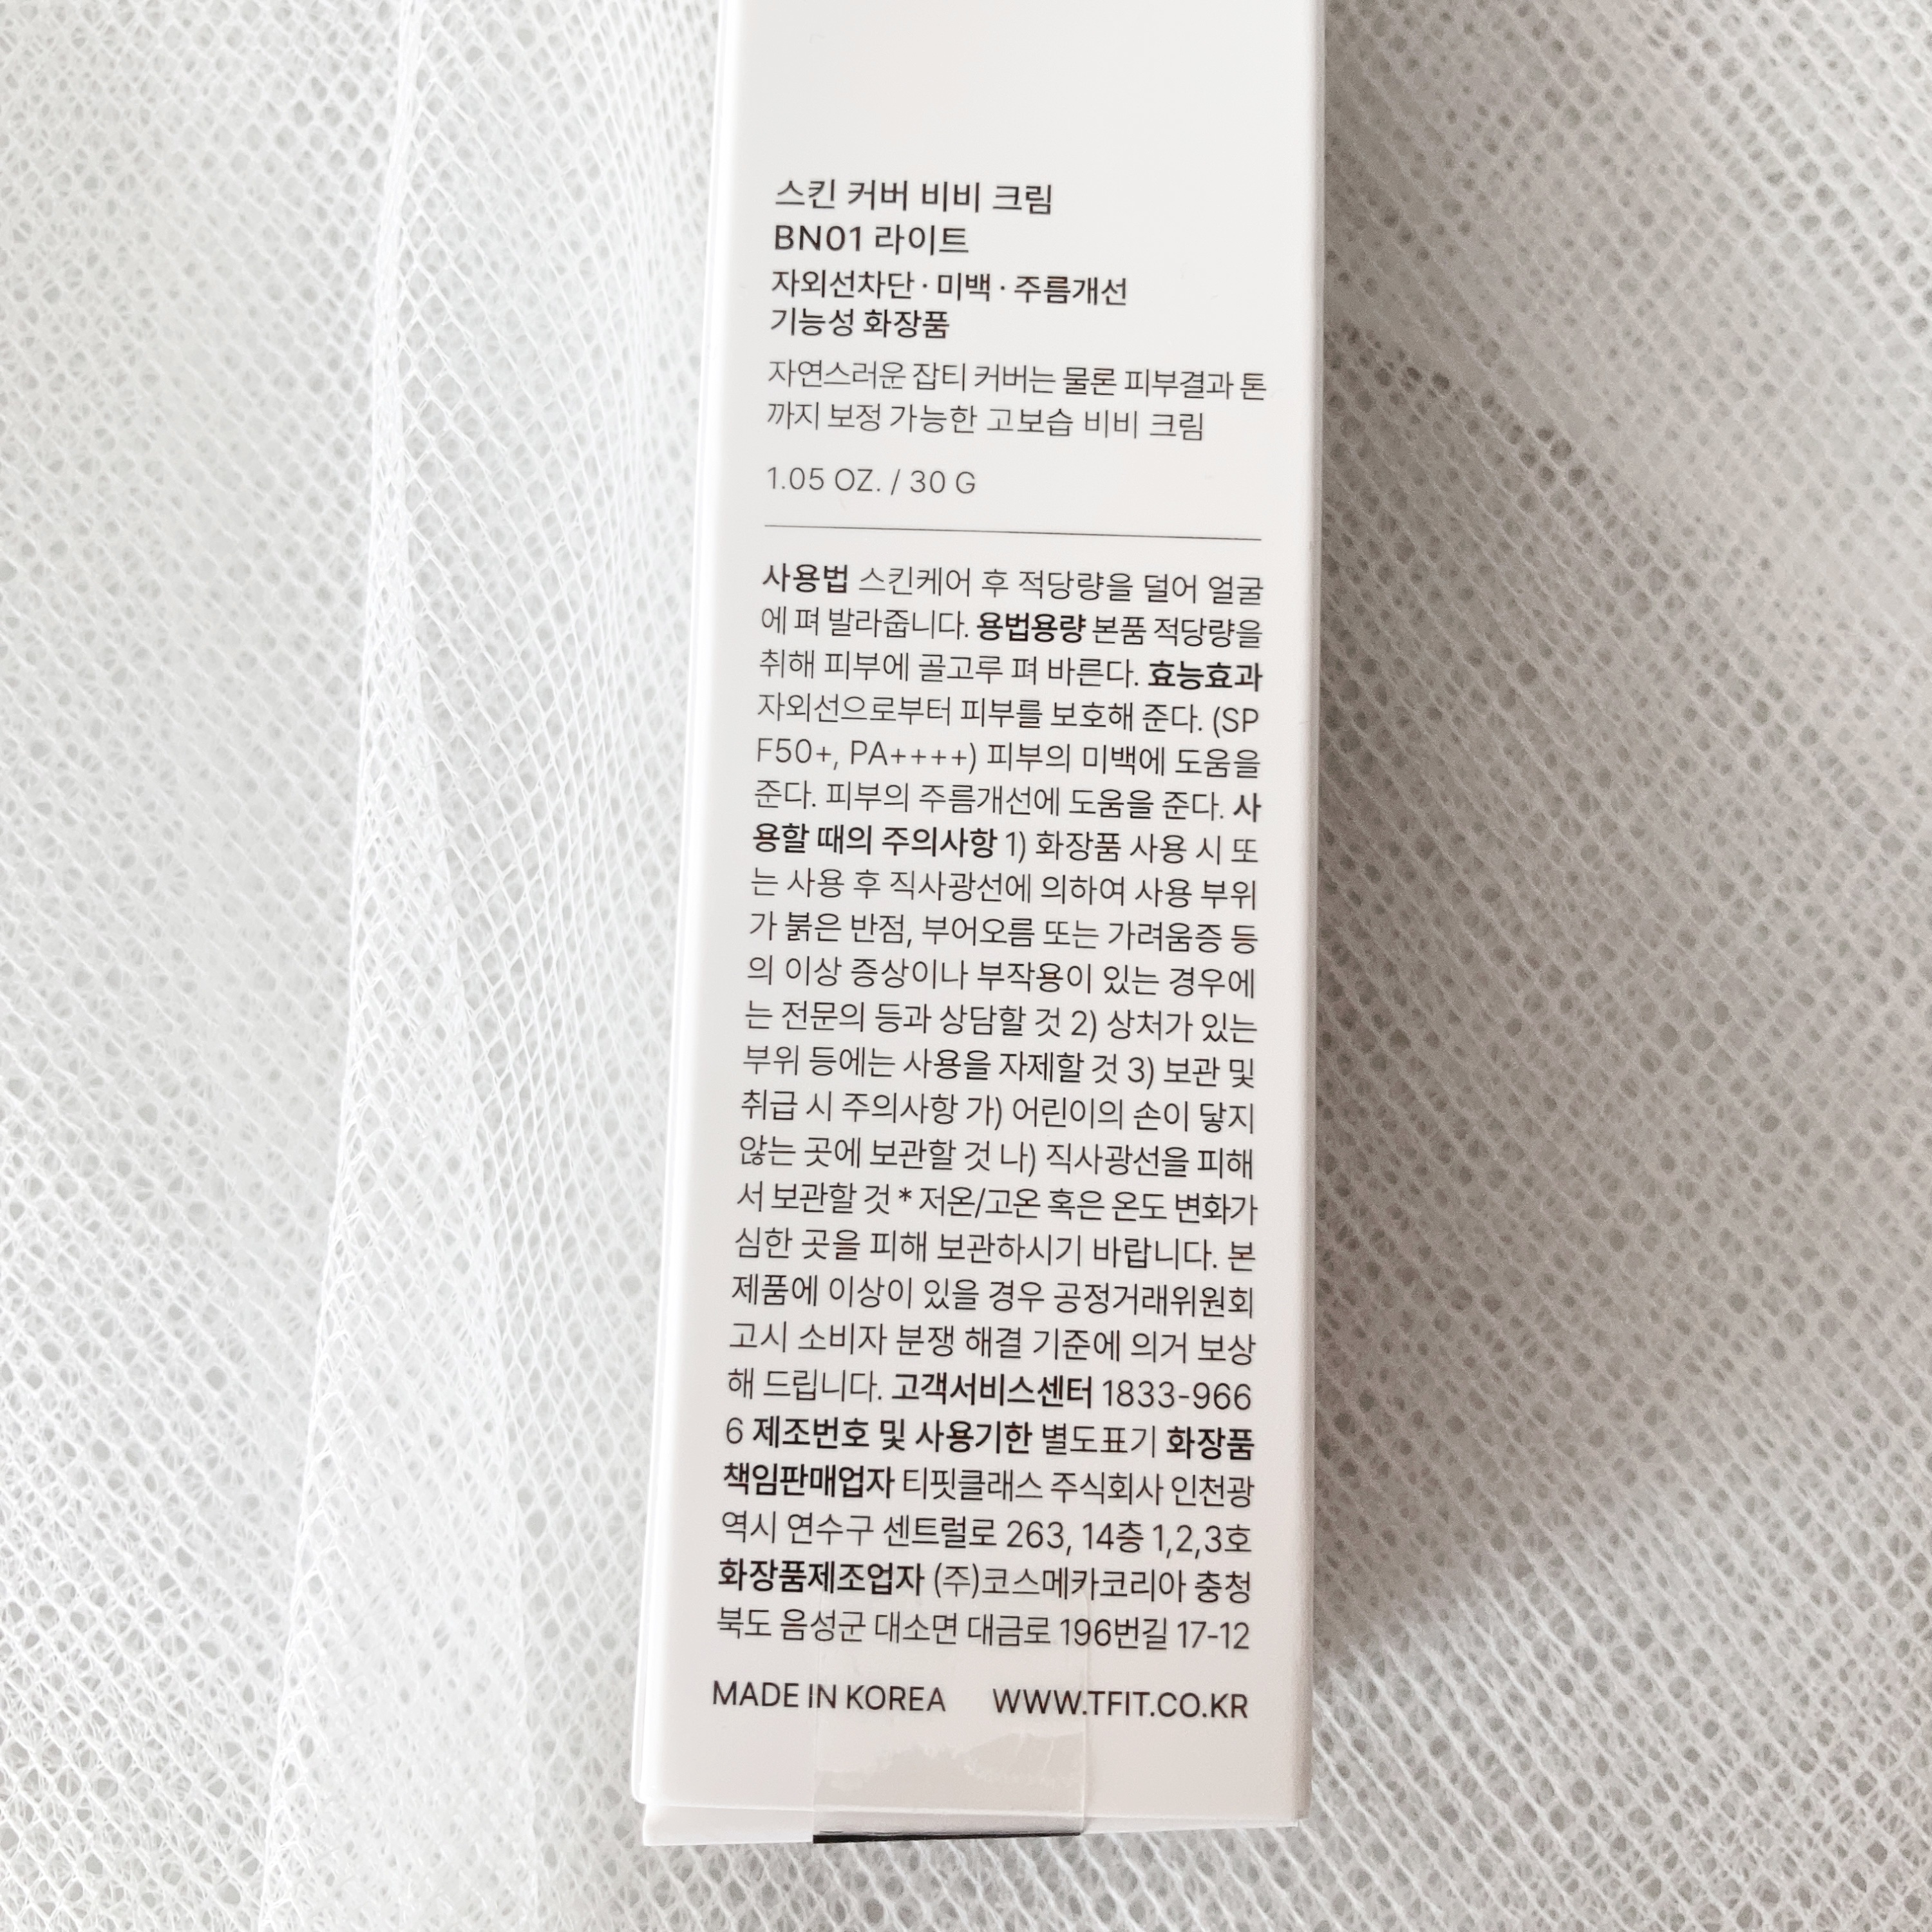 스킨 커버 비비 크림
BN01 라이트
자외선차단 · 미백 · 주름개선
기능성 화장품
자연스러운 잡티 커버는 물론 피부결과 톤
까지 보정 가능한 고보습 비비 크림
1.05 OZ. / 30 G
사용법 스킨케어 후 적당량을 덜어 얼굴
에 펴 발라줍니다. 용법용량 본품 적당량을
취해 피부에 골고루 펴 바른다. 효능효과
자외선으로부터 피부를 보호해 준다. (SP
F50+, PA++++) 피부의 미백에 도움을
준다. 피부의 주름개선에 도움을 준다. 사
용할 때의 주의사항 1) 화장품 사용 시 또
는 사용 후 직사광선에 의하여 사용 부위
가 붉은 반점, 부어오름 또는 가려움증 등
의 이상 증상이나 부작용이 있는 경우에
는 전문의 등과 상담할 것 2) 상처가 있는
부위 등에는 사용을 자제할 것 3) 보관 및
취급 시 주의사항 가) 어린이의 손이 닿지
않는 곳에 보관할 것 나) 직사광선을 피해
서 보관할 것 * 저온/고온 혹은 온도 변화가
심한 곳을 피해 보관하시기 바랍니다. 본
제품에 이상이 있을 경우 공정거래위원회
고시 소비자 분쟁 해결 기준에 의거 보상
해 드립니다. 고객서비스센터 1833-966
6 제조번호 및 사용기한 별도표기 화장품
책임판매업자 티핏클래스 주식회사 인천광
역시 연수구 센트럴로 263, 14층 1,2,3호
화장품제조업자 (주)코스메카코리아 충청
북도 음성군 대소면 대금로 196번길 17-12
MADE IN KOREA WWW.TFIT.CO.KR